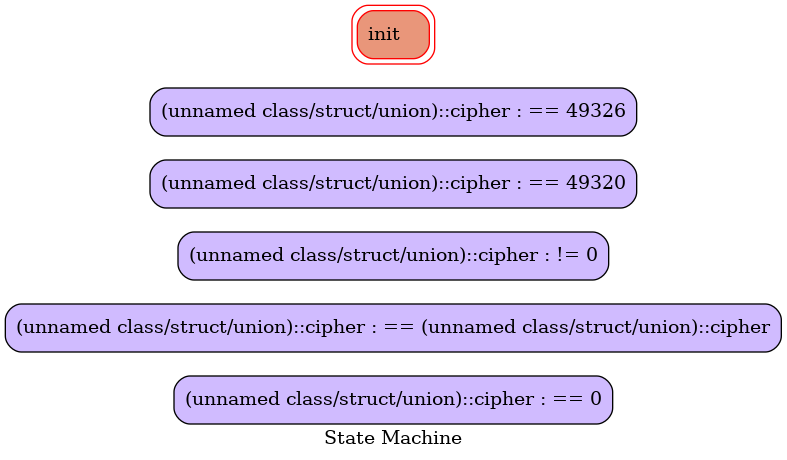 init
(unnamed class/struct/union)::cipher : == 49326
(unnamed class/struct/union)::cipher : == 49320
(unnamed class/struct/union)::cipher : != 0
(unnamed class/struct/union)::cipher : == (unnamed class/struct/union)::cipher
(unnamed class/struct/union)::cipher : == 0
State Machine